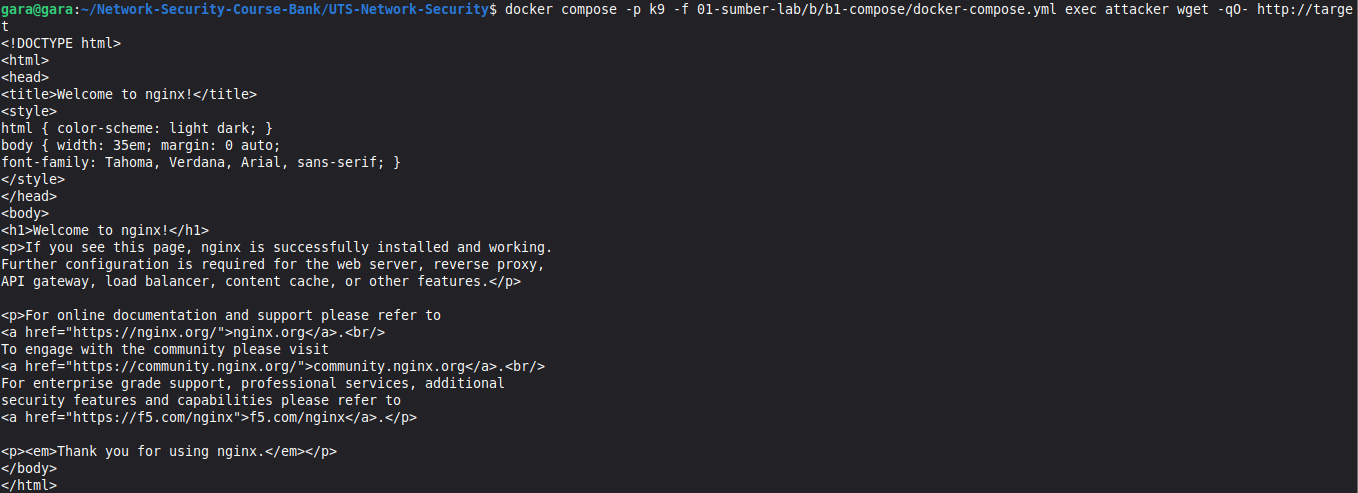 gara@gara:~/Network-Security-Course-Bank/UTS-Network-Security$ docker compose -p k9 -f 01-sumber-lab/b/b1-compose/docker-compose.yml exec attacker wget -qO- http://targe
t
<!DOCTYPE html>
<html>
<head>
<title>Welcome to nginx!</title>
<style>
html { color-scheme: light dark; }
body { width: 35em; margin: 0 auto;
font-family: Tahoma, Verdana, Arial, sans-serif; }
</style>
</head>
<body>
<h1>Welcome to nginx!</h1>
<p>If you see this page, nginx is successfully installed and working.
Further configuration is required for the web server, reverse proxy,
API gateway, load balancer, content cache, or other features.</p>

<p>For online documentation and support please refer to
<a href="https://nginx.org/">nginx.org</a>.<br/>
To engage with the community please visit
<a href="https://community.nginx.org/">community.nginx.org</a>.<br/>
For enterprise grade support, professional services, additional
security features and capabilities please refer to
<a href="https://f5.com/nginx">f5.com/nginx</a>.</p>

<p><em>Thank you for using nginx.</em></p>
</body>
</html>